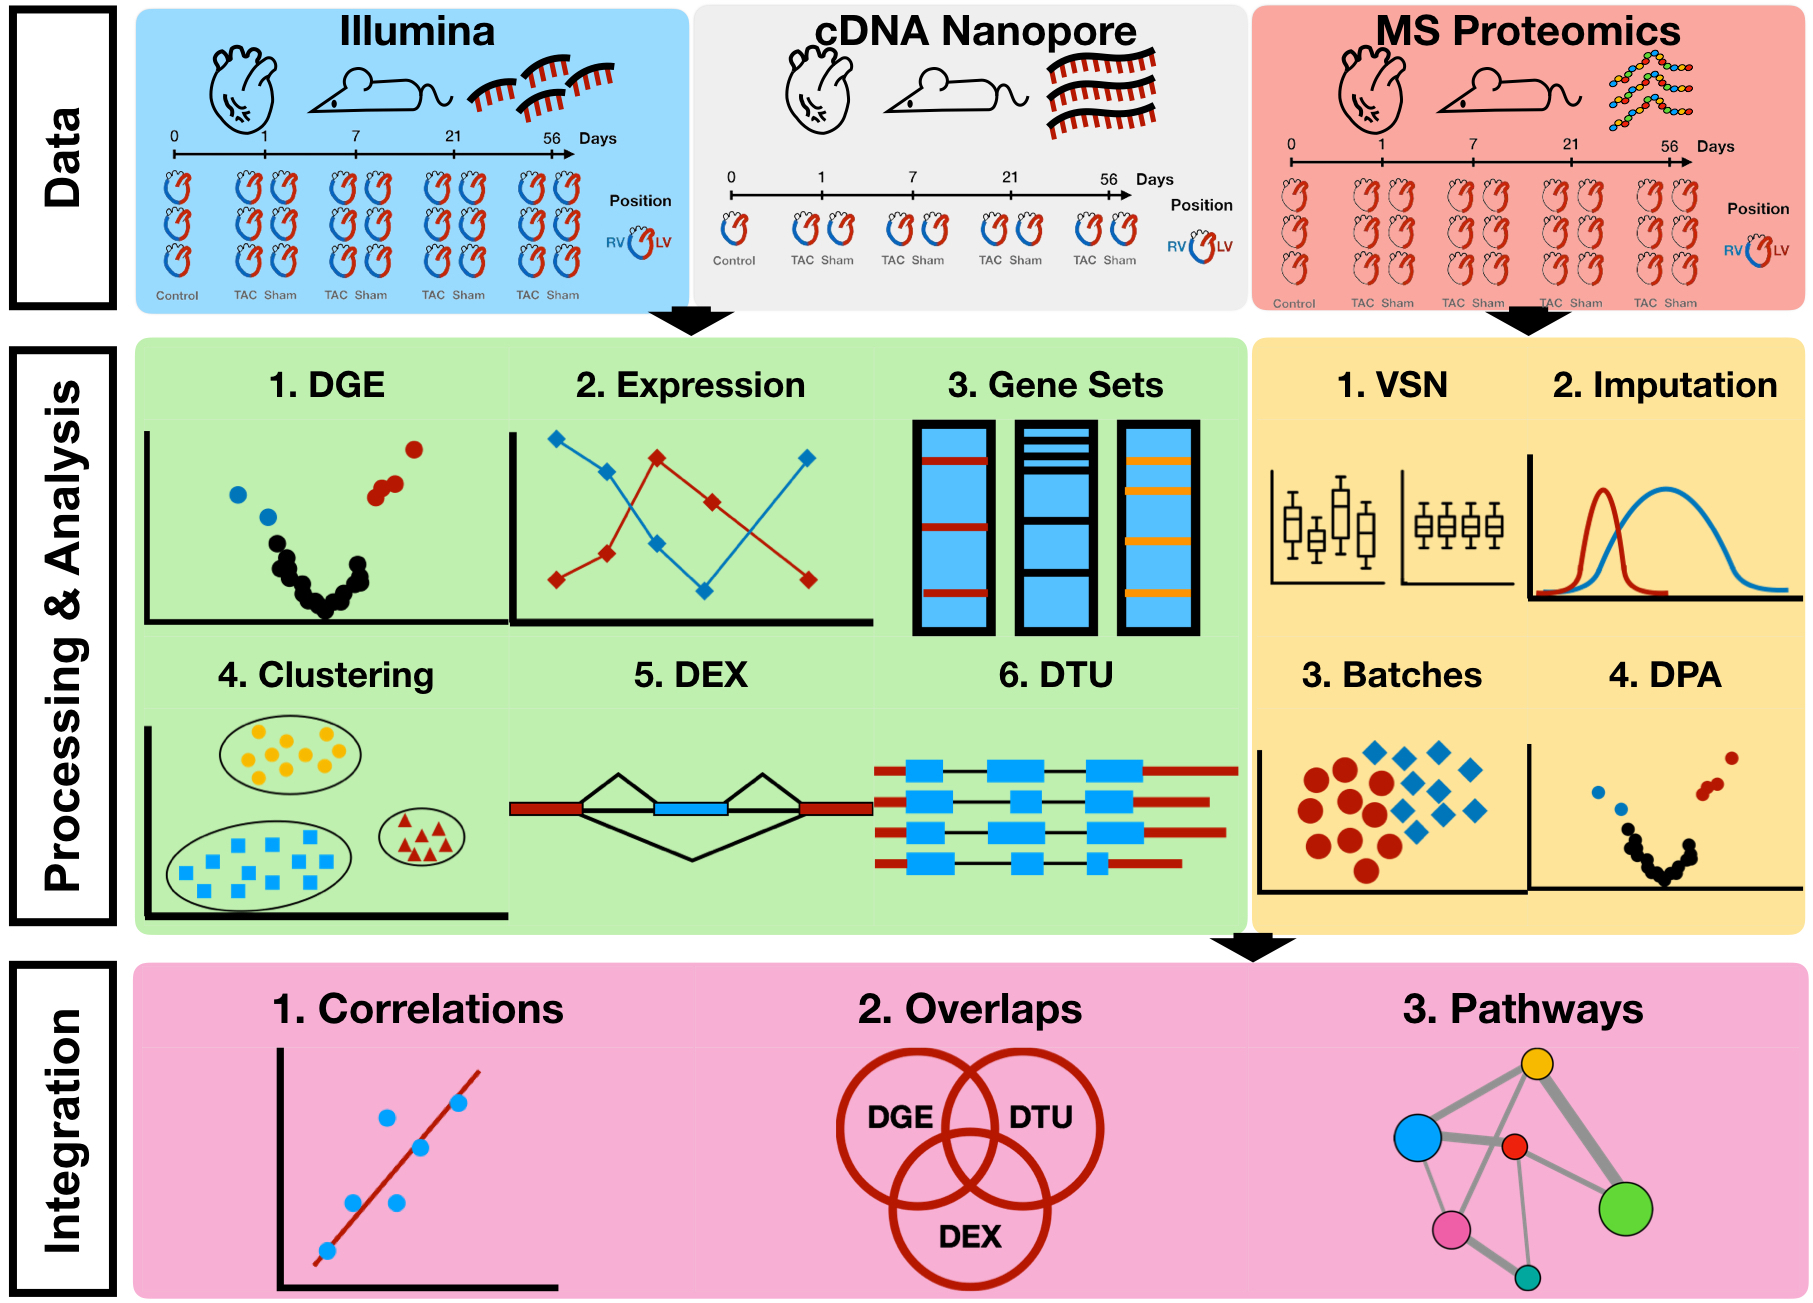 Data
Illumina
0 1 7 21 56 Days
Position
RV LV
Control TAC Sham TAC Sham TAC Sham TAC Sham
cDNA Nanopore
0 1 7 21 56 Days
Position
RV LV
Control TAC Sham TAC Sham TAC Sham TAC Sham
MS Proteomics
0 1 7 21 56 Days
Position
RV LV
Control TAC Sham TAC Sham TAC Sham TAC Sham
Processing & Analysis
1. DGE
2. Expression
3. Gene Sets
4. Clustering
5. DEX
6. DTU
1. VSN
2. Imputation
3. Batches
4. DPA
Integration
1. Correlations
2. Overlaps
DGE DTU
DEX
3. Pathways